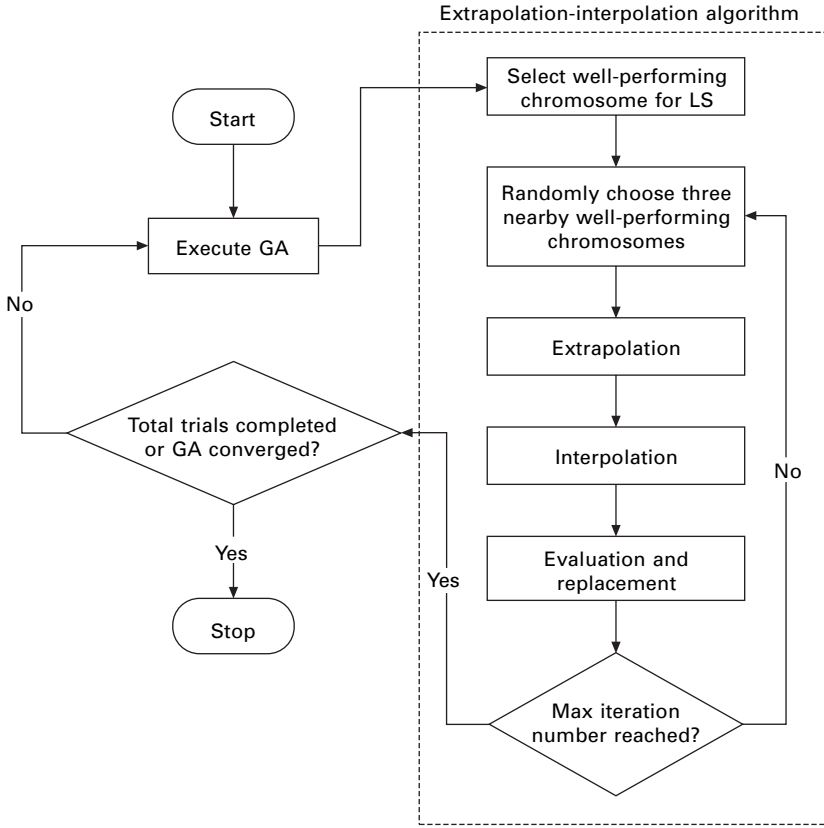 Extrapolation-interpolation algorithm
Start
Execute GA
Select well-performing
chromosome for LS
Randomly choose three
nearby well-performing
chromosomes
Extrapolation
Interpolation
Evaluation and
replacement
Max iteration
number reached?
No
Yes
Total trials completed
or GA converged?
No
Yes
Stop